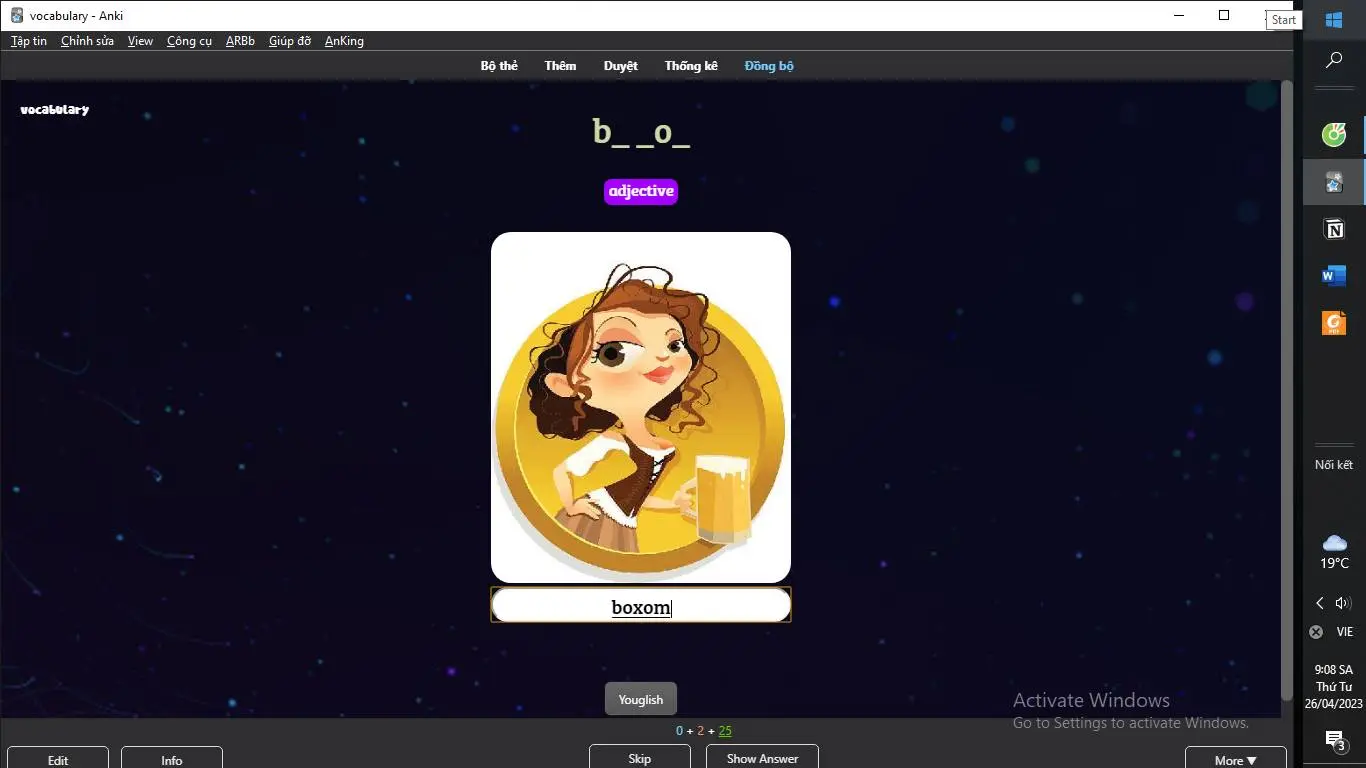 vocabulary - Anki
Start
Tập tin Chỉnh sửa View Công cụ ARBb Giúp đỡ AnKing
Bộ thẻ Thêm Duyệt Thống kê Đồng bộ
vocabulary
b_ _o_
adjective
boxom
Youglish
Activate Windows
Go to Settings to activate Windows.
0 + 2 + 25
Edit Info Skip Show Answer More ▼
N
W
PDF
Nối kết
19°C
VIE
9:08 SA
Thứ Tư
26/04/2023
3